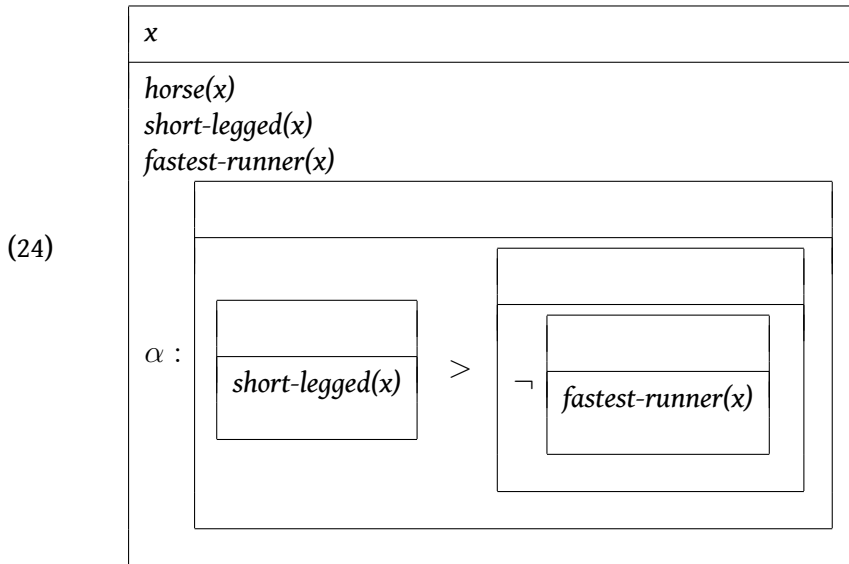 x
horse(x)
short-legged(x)
fastest-runner(x)
(24)
α :
short-legged(x) > ¬ fastest-runner(x)